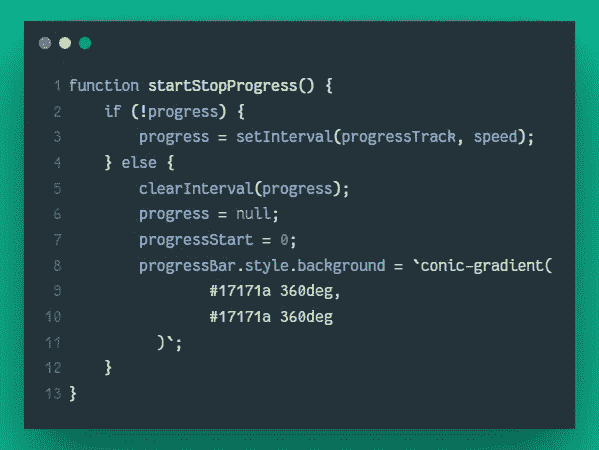 1 function startStopProgress() {
2     if (!progress) {
3         progress = setInterval(progressTrack, speed);
4     } else {
5         clearInterval(progress);
6         progress = null;
7         progressStart = 0;
8         progressBar.style.background = `conic-gradient(
9                 #17171a 360deg,
10                 #17171a 360deg
11           )`;
12     }
13 }